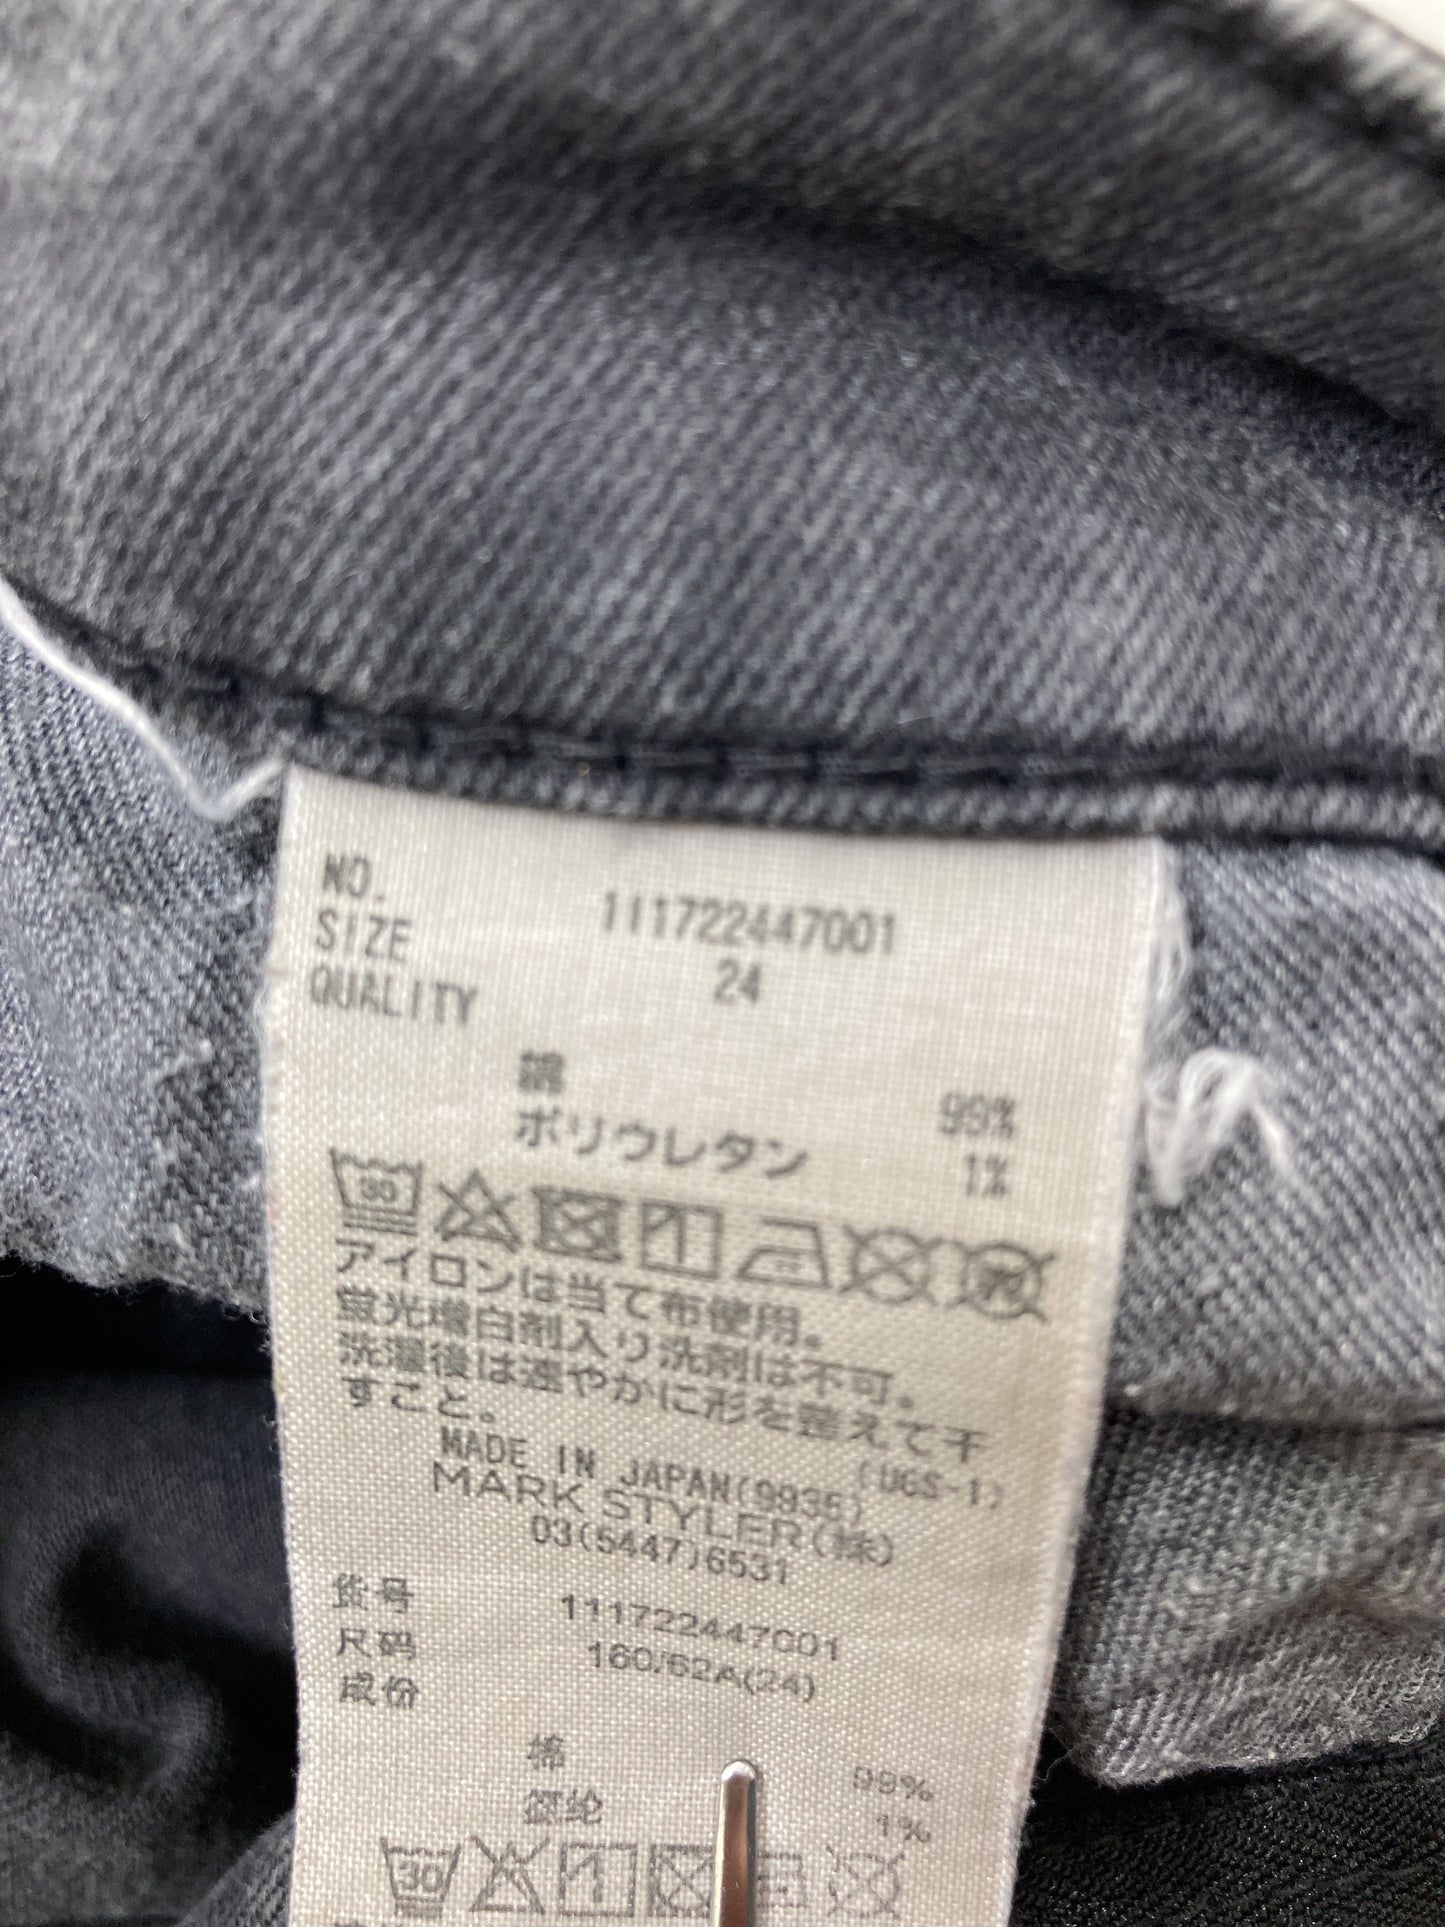 NO. 111722447001
SIZE 24
QUALITY
綿 99%
ポリウレタン 1%
30
アイロンは当て布使用。
蛍光増白剤入り洗剤は不可。
洗濯後は速やかに形を整えて干
すこと。 (UGS-1)
MADE IN JAPAN(9935)
MARK STYLER(株)
03(5447)6531
货号 111722447001
尺码 160/62A(24)
成份
棉 99%
氨纶 1%
30